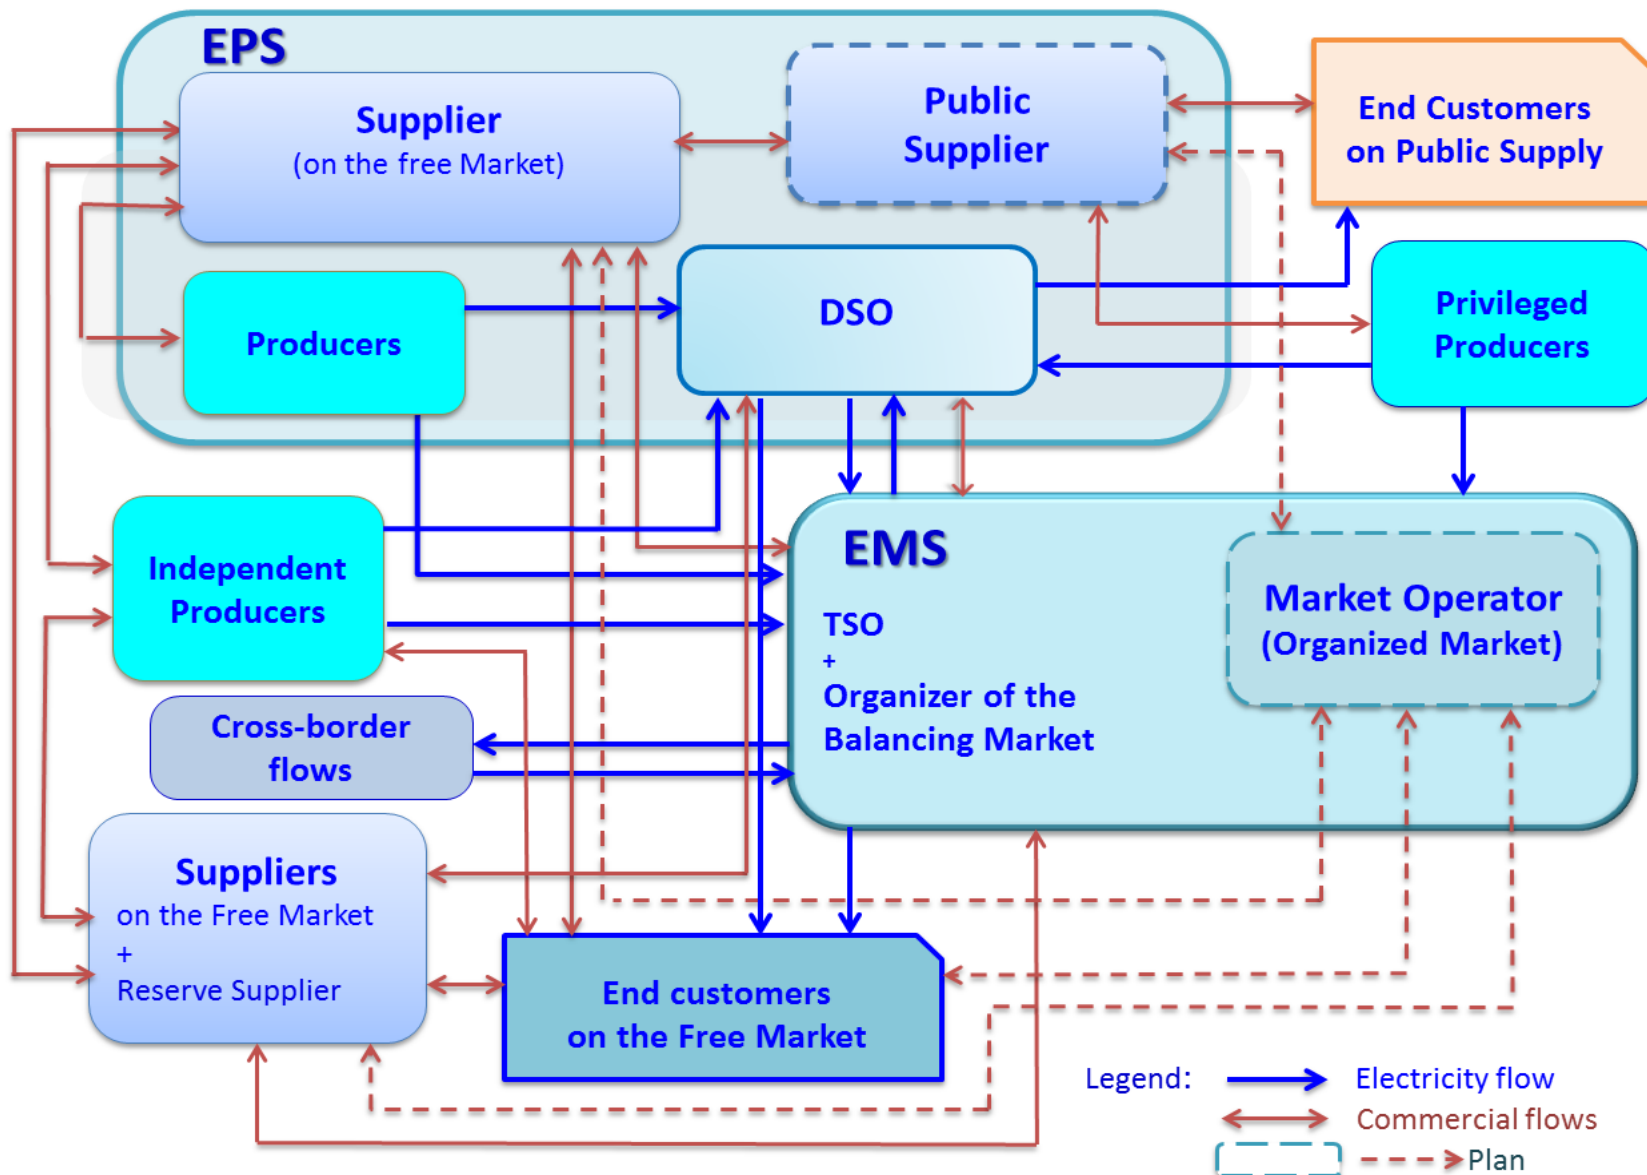 EPS
Supplier
(on the free Market)
Public
Supplier
End Customers
on Public Supply
Producers
DSO
Privileged
Producers
Independent
Producers
EMS
TSO
+
Organizer of the
Balancing Market
Market Operator
(Organized Market)
Cross-border
flows
Suppliers
on the Free Market
+
Reserve Supplier
End customers
on the Free Market
Legend:
Electricity flow
Commercial flows
Plan